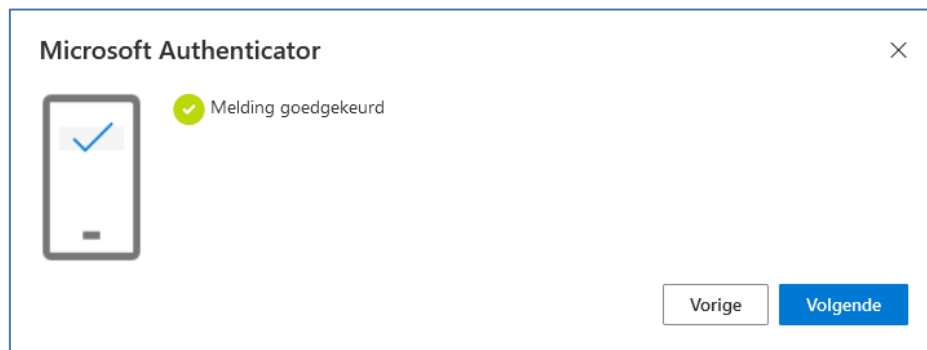 Microsoft Authenticator
Melding goedgekeurd
Vorige
Volgende